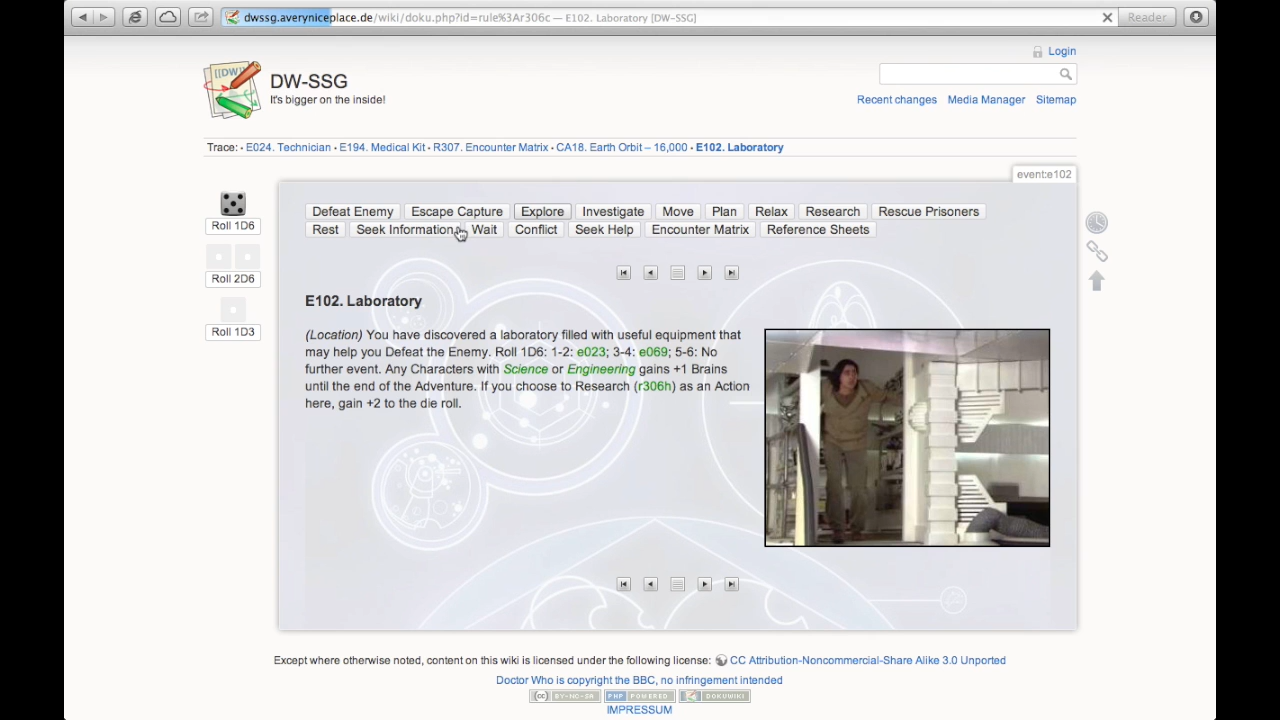 dwssg.averyniceplace.de/wiki/doku.php?id=rule%3Ar306c — E102. Laboratory [DW-SSG]
Reader
Login
[(DW)]
DW-SSG
It's bigger on the inside!
Recent changes Media Manager Sitemap
Trace: • E024. Technician • E194. Medical Kit • R307. Encounter Matrix • CA18. Earth Orbit – 16,000 • E102. Laboratory
event:e102
Roll 1D6
Roll 2D6
Roll 1D3
Defeat Enemy Escape Capture Explore Investigate Move Plan Relax Research Rescue Prisoners
Rest Seek Information Wait Conflict Seek Help Encounter Matrix Reference Sheets
E102. Laboratory
(Location) You have discovered a laboratory filled with useful equipment that
may help you Defeat the Enemy. Roll 1D6: 1-2: e023; 3-4: e069; 5-6: No
further event. Any Characters with Science or Engineering gains +1 Brains
until the end of the Adventure. If you choose to Research (r306h) as an Action
here, gain +2 to the die roll.
Except where otherwise noted, content on this wiki is licensed under the following license: CC Attribution-Noncommercial-Share Alike 3.0 Unported
Doctor Who is copyright the BBC, no infringement intended
BY-NC-SA PHP POWERED DOKUWIKI
IMPRESSUM